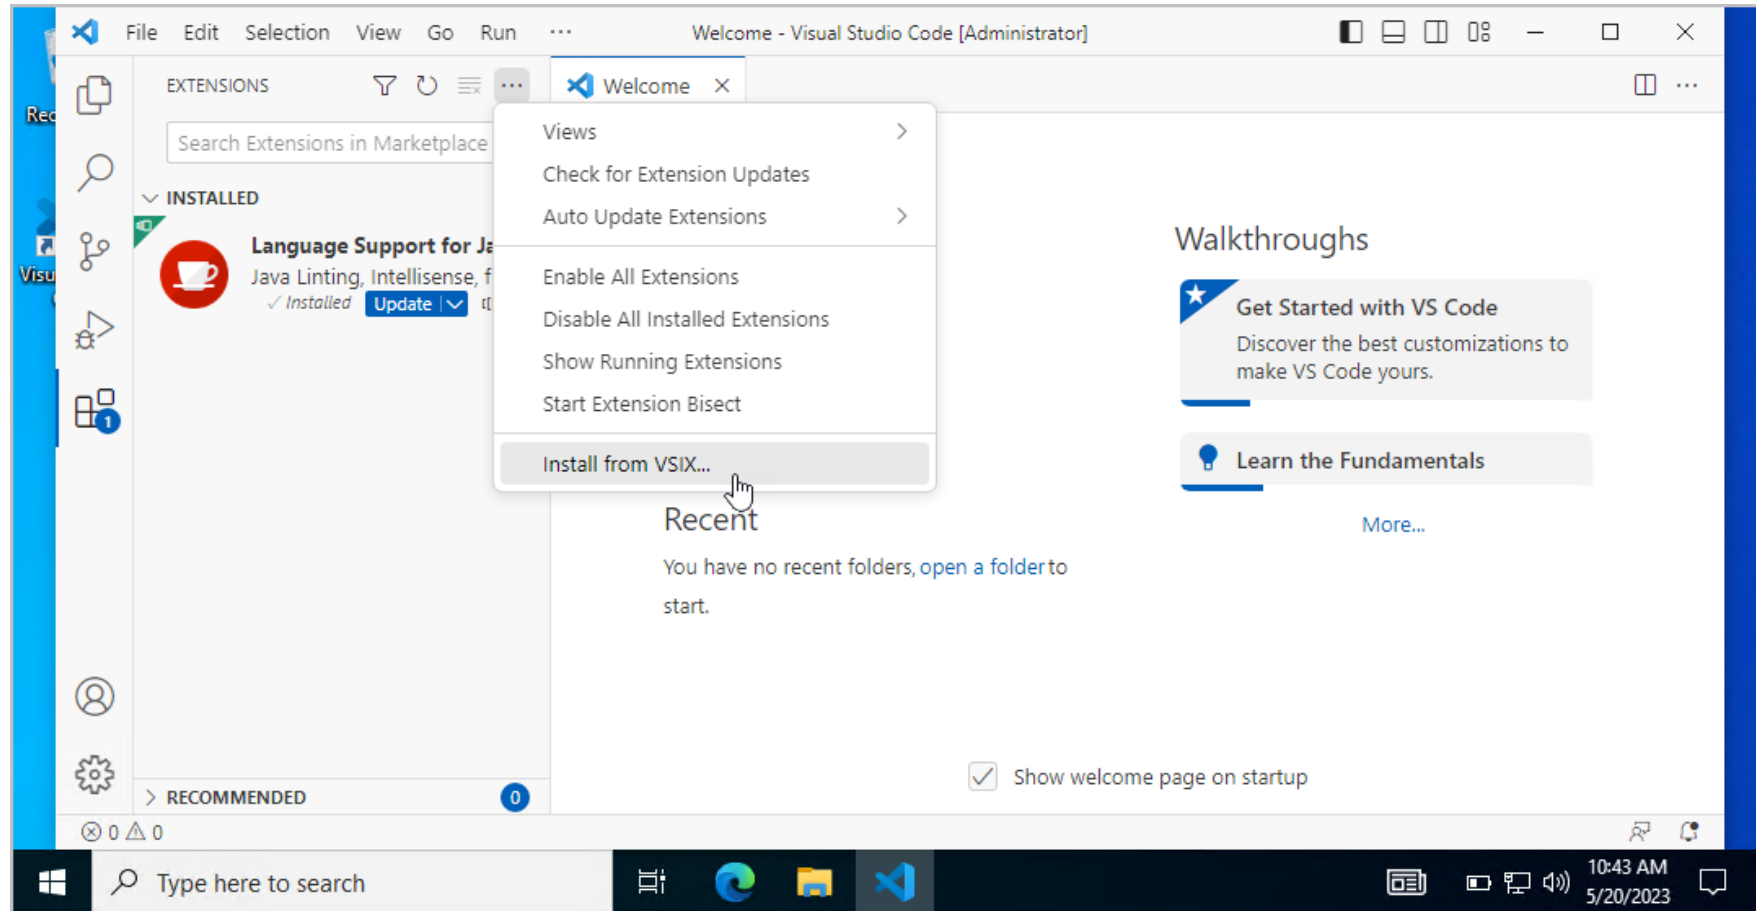 File Edit Selection View Go Run ···
Welcome - Visual Studio Code [Administrator]
EXTENSIONS
Welcome
Search Extensions in Marketplace
INSTALLED
Language Support for Ja
Java Linting, Intellisense, f
Installed
Update
Views
Check for Extension Updates
Auto Update Extensions
Enable All Extensions
Disable All Installed Extensions
Show Running Extensions
Start Extension Bisect
Install from VSIX...
1
Walkthroughs
Get Started with VS Code
Discover the best customizations to
make VS Code yours.
Learn the Fundamentals
More...
Recent
You have no recent folders, open a folder to
start.
Show welcome page on startup
RECOMMENDED
0
0 0
Rec
Visu
Type here to search
10:43 AM
5/20/2023